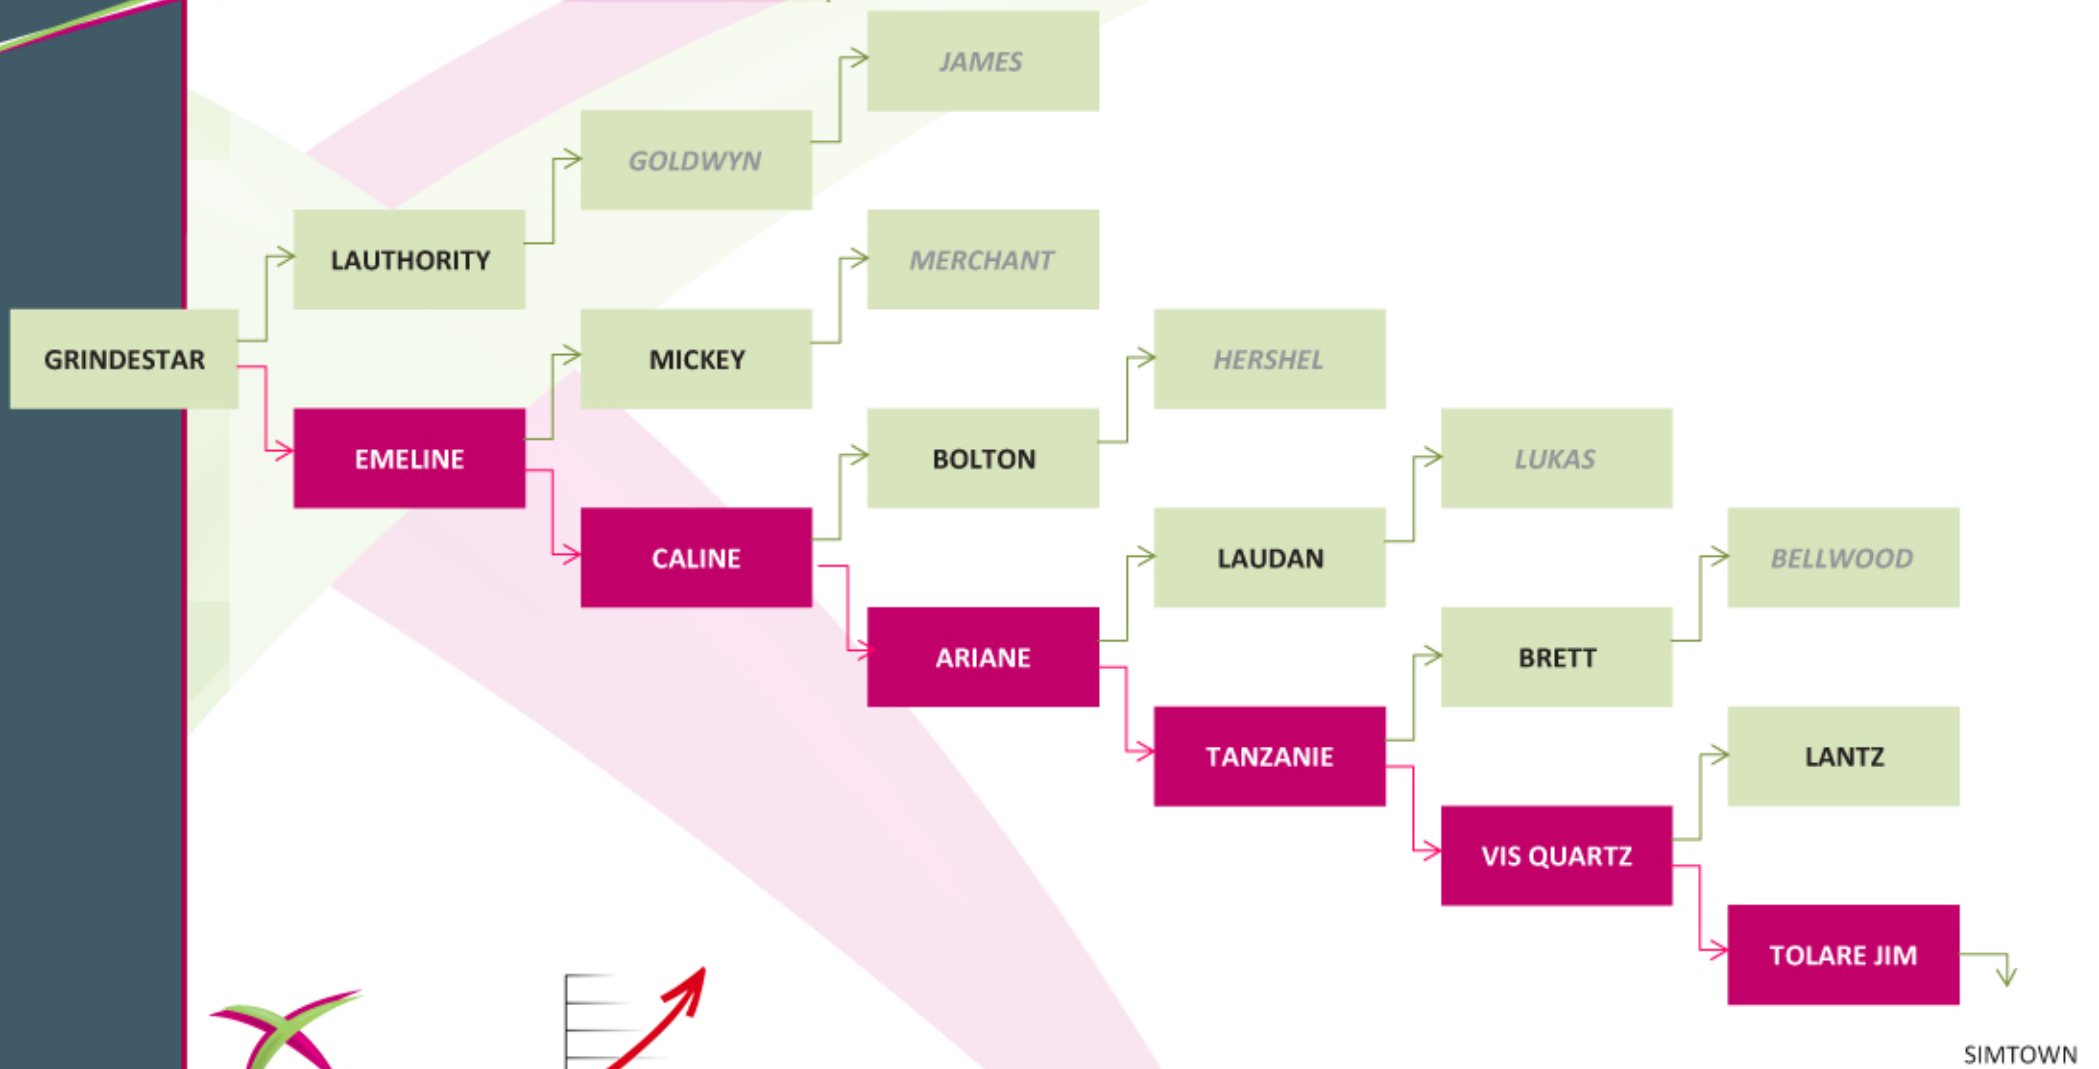 JAMES
GOLDWYN
LAUTHORITY
MERCHANT
GRINDESTAR
MICKEY
HERSHEL
EMELINE
BOLTON
LUKAS
CALINE
LAUDAN
BELLWOOD
ARIANE
BRETT
TANZANIE
LANTZ
VIS QUARTZ
TOLARE JIM
SIMTOWN